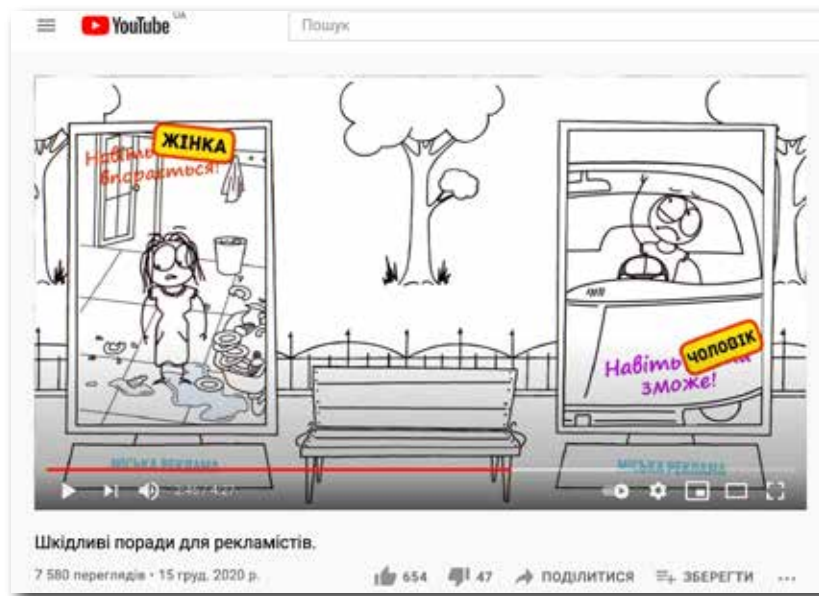 YouTube UA
Пошук
Навіть ЖІНКА
впорається!
Навіть ЧОЛОВІК
зможе!
МІСЬКА РЕКЛАМА
МІСЬКА РЕКЛАМА
Шкідливі поради для рекламістів.
7 580 переглядів • 15 груд. 2020 р.
654
47
ПОДІЛИТИСЯ
ЗБЕРЕГТИ